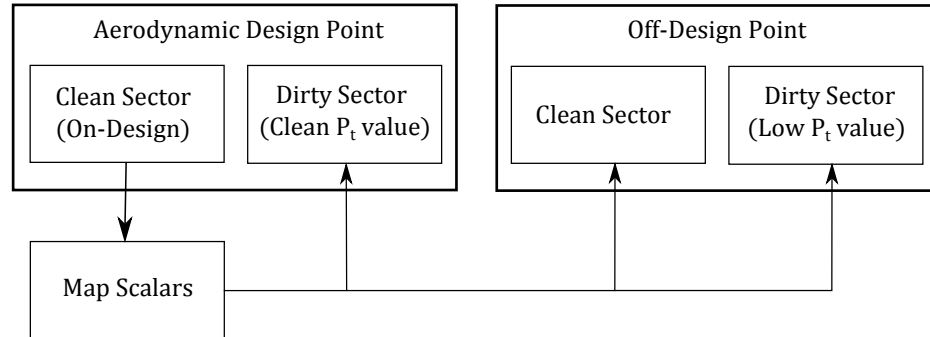 Aerodynamic Design Point
Clean Sector
(On-Design)
Dirty Sector
(Clean Pt value)
Off-Design Point
Clean Sector
Dirty Sector
(Low Pt value)
Map Scalars